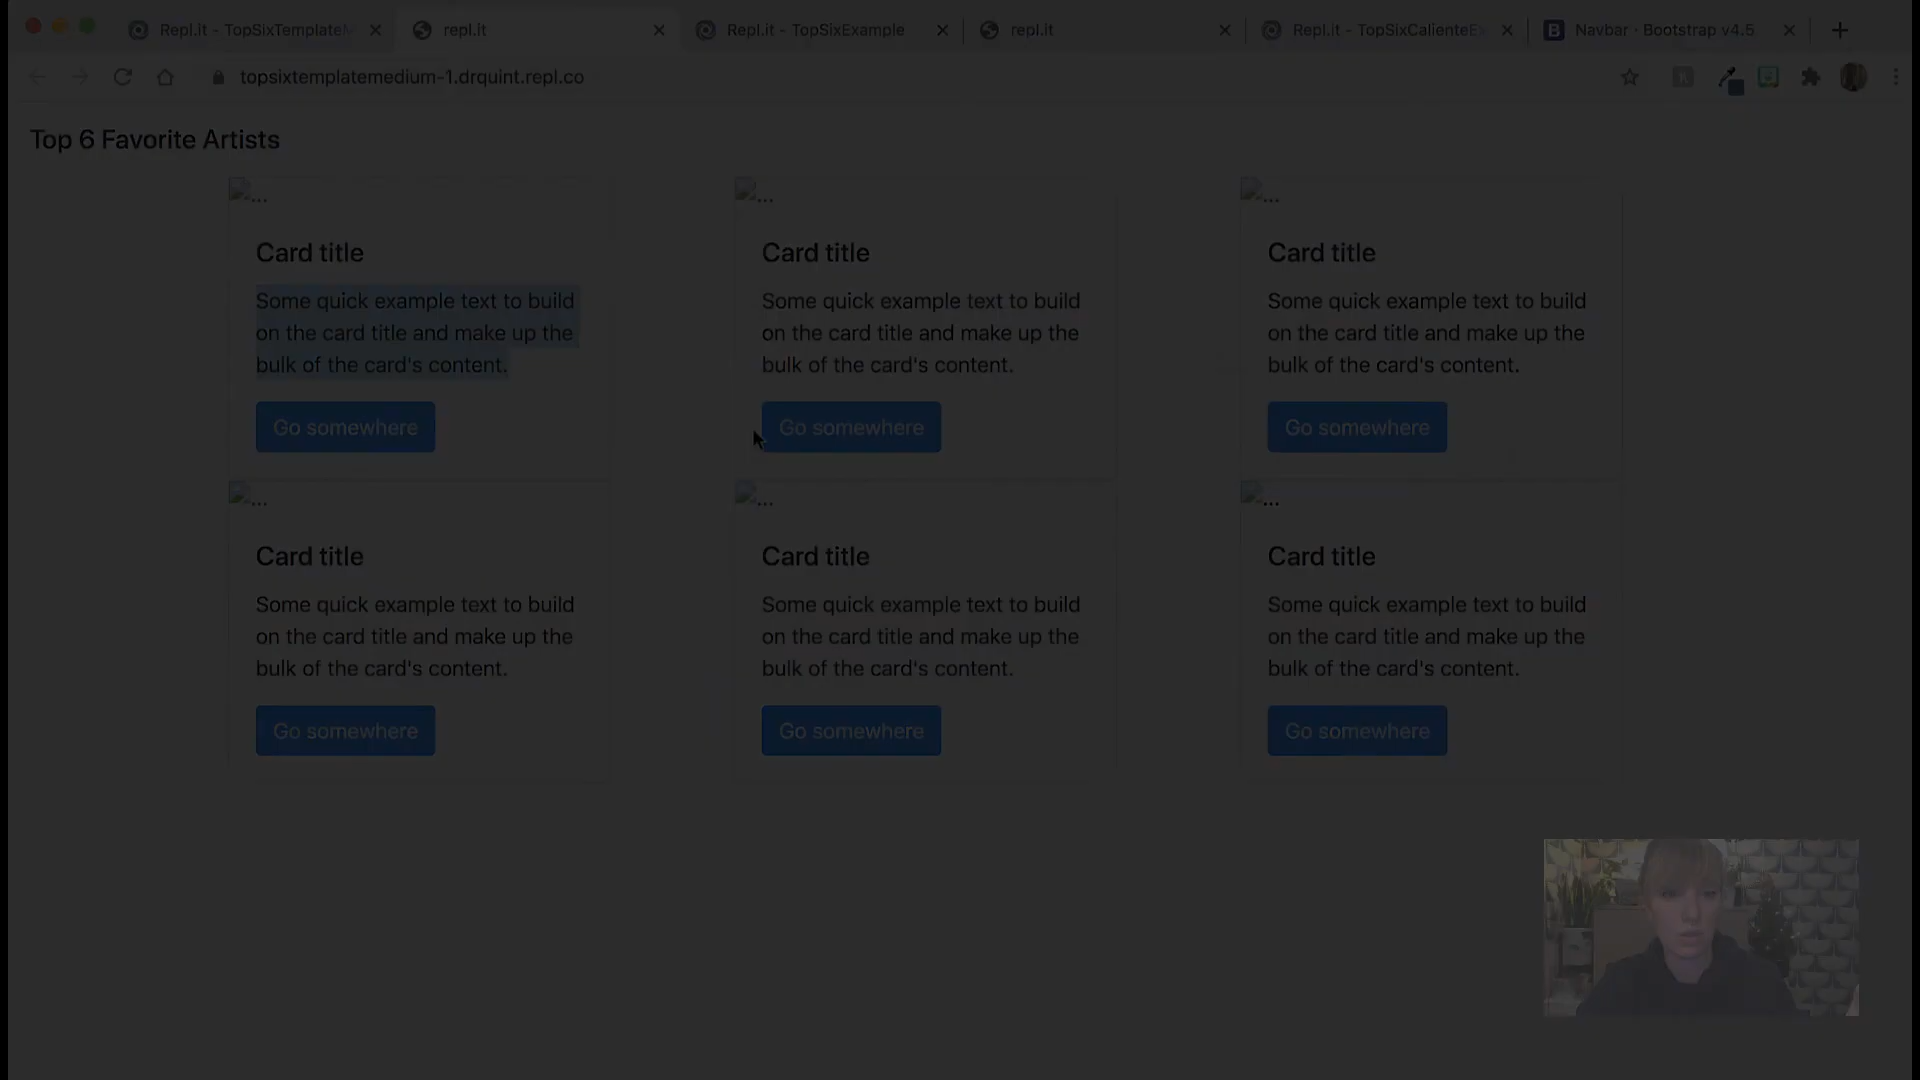 Repl.it - TopSixTemplateM
repl.it
Repl.it - TopSixExample
repl.it
Repl.it - TopSixCalienteEx
B
Navbar · Bootstrap v4.5
topsixtemplatemedium-1.drquint.repl.co
Top 6 Favorite Artists
...
...
...
Card title
Card title
Card title
Some quick example text to build
on the card title and make up the
bulk of the card's content.
Some quick example text to build
on the card title and make up the
bulk of the card's content.
Some quick example text to build
on the card title and make up the
bulk of the card's content.
Go somewhere
Go somewhere
Go somewhere
...
...
...
Card title
Card title
Card title
Some quick example text to build
on the card title and make up the
bulk of the card's content.
Some quick example text to build
on the card title and make up the
bulk of the card's content.
Some quick example text to build
on the card title and make up the
bulk of the card's content.
Go somewhere
Go somewhere
Go somewhere